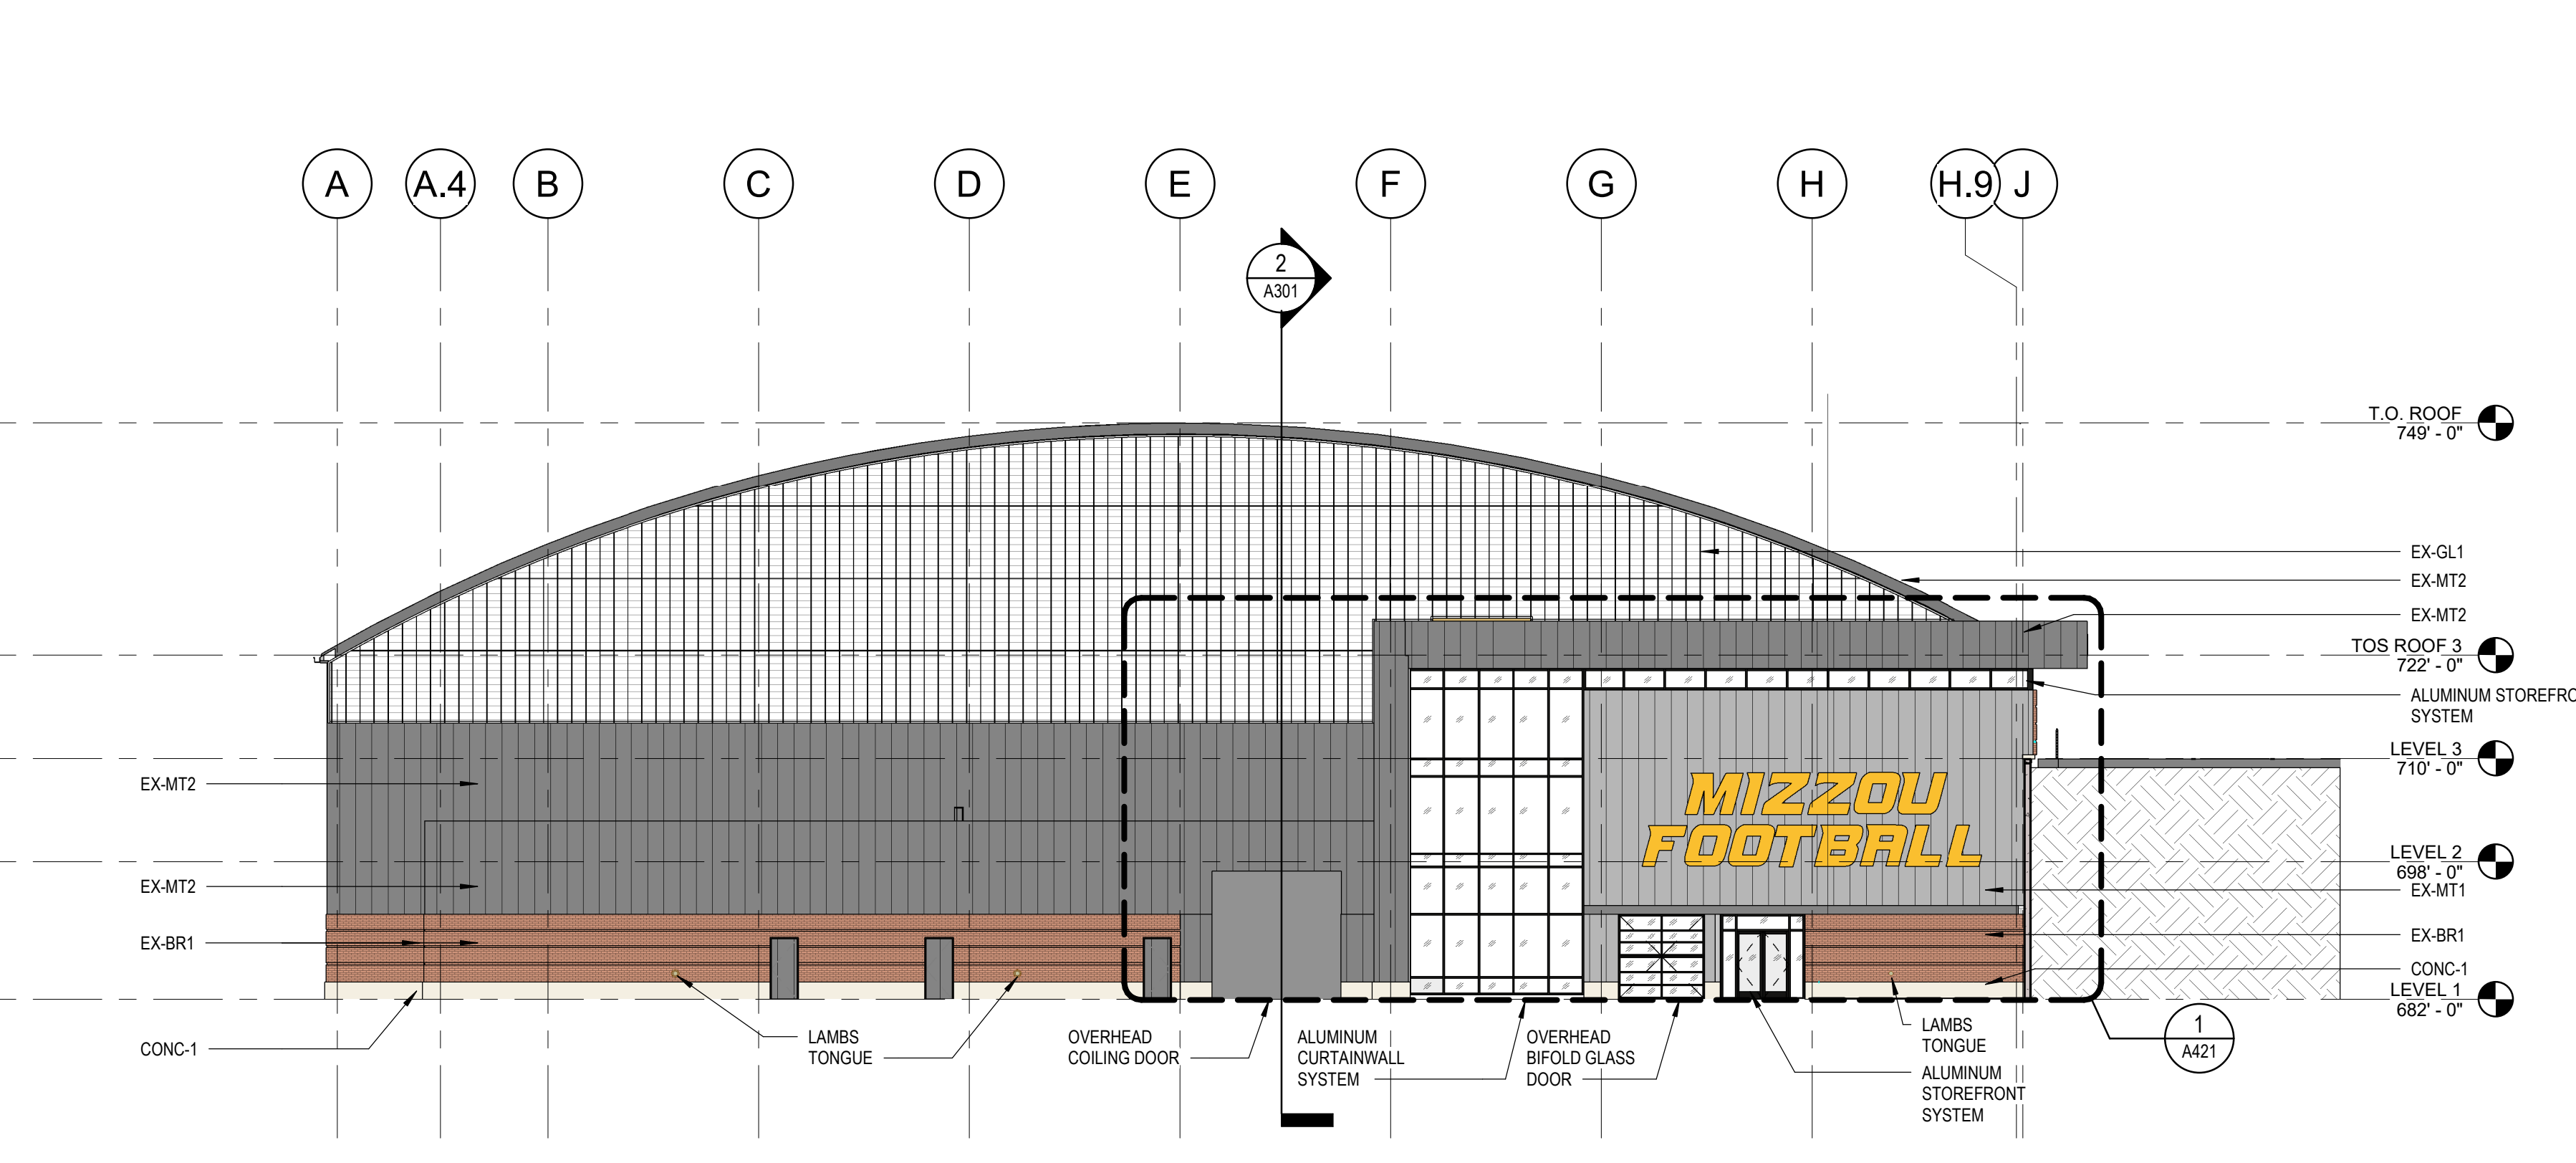 A
A.4
B
C
D
E
F
G
H
H.9
J
2
A301
T.O. ROOF
749' - 0"
EX-GL1
EX-MT2
EX-MT2
TOS ROOF 3
722' - 0"
ALUMINUM STOREFRO
SYSTEM
LEVEL 3
710' - 0"
EX-MT2
MIZZOU
FOOTBALL
LEVEL 2
698' - 0"
EX-MT2
EX-MT1
EX-BR1
EX-BR1
CONC-1
LEVEL 1
682' - 0"
CONC-1
LAMBS
TONGUE
OVERHEAD
COILING DOOR
ALUMINUM
CURTAINWALL
SYSTEM
OVERHEAD
BIFOLD GLASS
DOOR
LAMBS
TONGUE
ALUMINUM
STOREFRONT
SYSTEM
1
A421